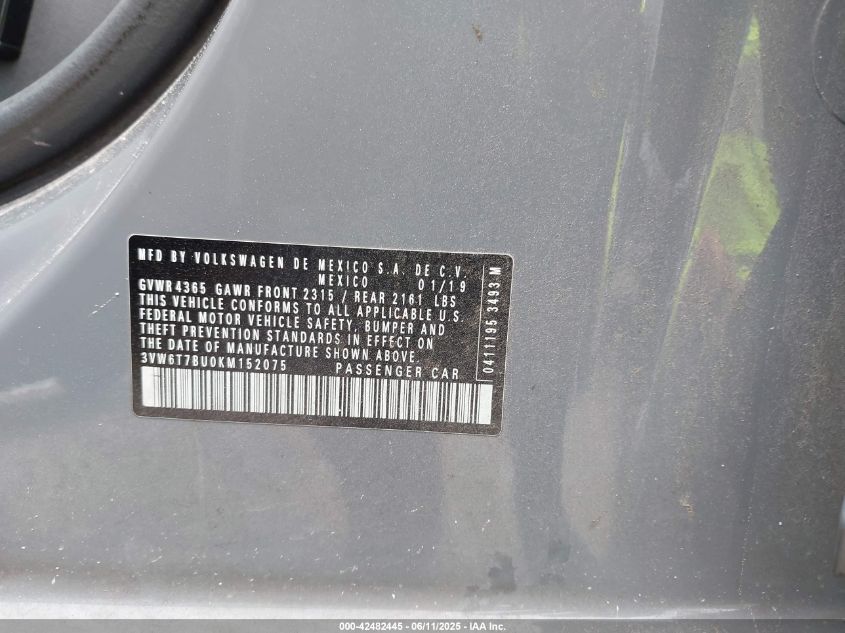 MFD BY VOLKSWAGEN DE MEXICO S.A. DE C.V.
MEXICO 01/19
GVWR 4365 GAWR FRONT 2315 / REAR 2161 LBS
THIS VEHICLE CONFORMS TO ALL APPLICABLE U.S.
FEDERAL MOTOR VEHICLE SAFETY, BUMPER AND
THEFT PREVENTION STANDARDS IN EFFECT ON
THE DATE OF MANUFACTURE SHOWN ABOVE.
3VW6T7BU0KM152075 PASSENGER CAR
0411195 3493 M
000-42482445 - 06/11/2025 - IAA Inc.